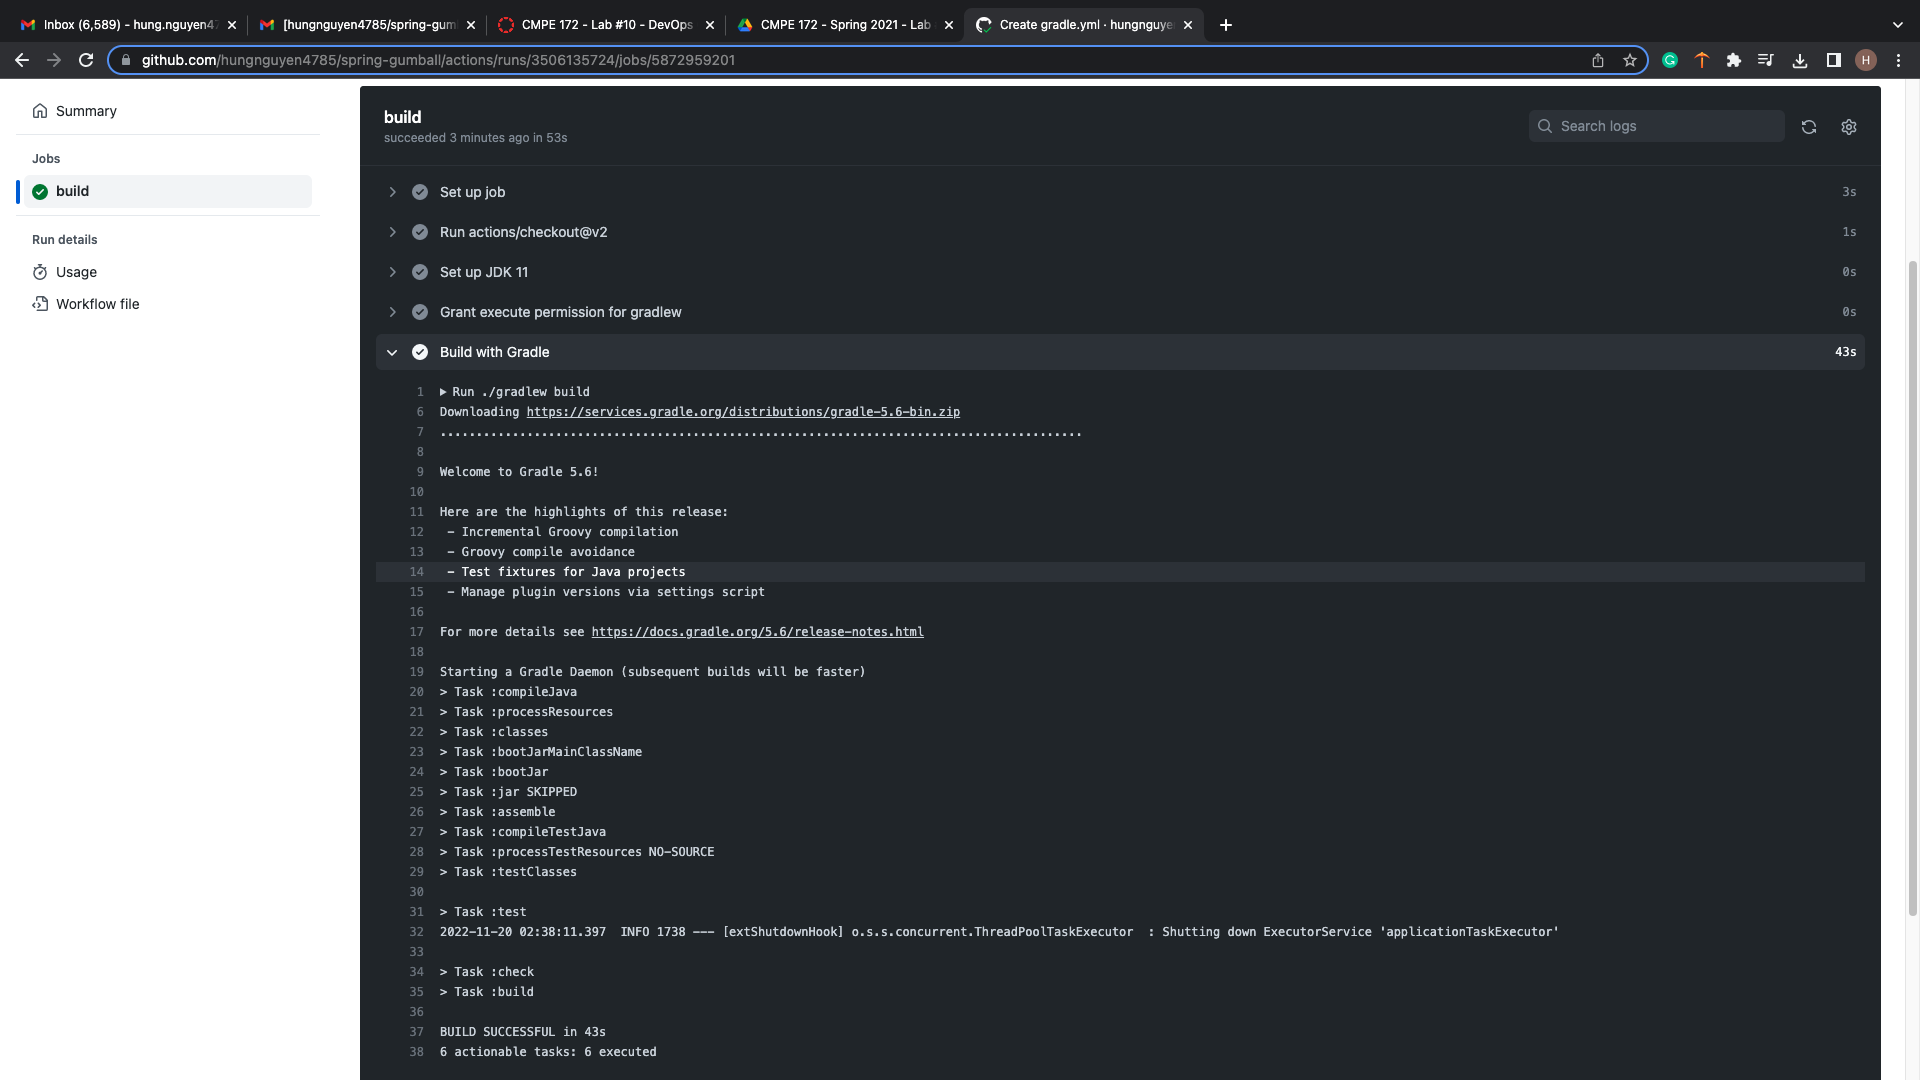 Inbox (6,589) - hung.nguyen47
[hungnguyen4785/spring-gum
CMPE 172 - Lab #10 - DevOps
CMPE 172 - Spring 2021 - Lab
Create gradle.yml · hungnguye
github.com/hungnguyen4785/spring-gumball/actions/runs/3506135724/jobs/5872959201
H
Summary
Jobs
build
Run details
Usage
Workflow file
build
succeeded 3 minutes ago in 53s
Search logs
Set up job 3s
Run actions/checkout@v2 1s
Set up JDK 11 0s
Grant execute permission for gradlew 0s
Build with Gradle 43s
1 ▶ Run ./gradlew build
6 Downloading https://services.gradle.org/distributions/gradle-5.6-bin.zip
7 .........................................................................................
8
9 Welcome to Gradle 5.6!
10
11 Here are the highlights of this release:
12 - Incremental Groovy compilation
13 - Groovy compile avoidance
14 - Test fixtures for Java projects
15 - Manage plugin versions via settings script
16
17 For more details see https://docs.gradle.org/5.6/release-notes.html
18
19 Starting a Gradle Daemon (subsequent builds will be faster)
20 > Task :compileJava
21 > Task :processResources
22 > Task :classes
23 > Task :bootJarMainClassName
24 > Task :bootJar
25 > Task :jar SKIPPED
26 > Task :assemble
27 > Task :compileTestJava
28 > Task :processTestResources NO-SOURCE
29 > Task :testClasses
30
31 > Task :test
32 2022-11-20 02:38:11.397  INFO 1738 --- [extShutdownHook] o.s.s.concurrent.ThreadPoolTaskExecutor  : Shutting down ExecutorService 'applicationTaskExecutor'
33
34 > Task :check
35 > Task :build
36
37 BUILD SUCCESSFUL in 43s
38 6 actionable tasks: 6 executed